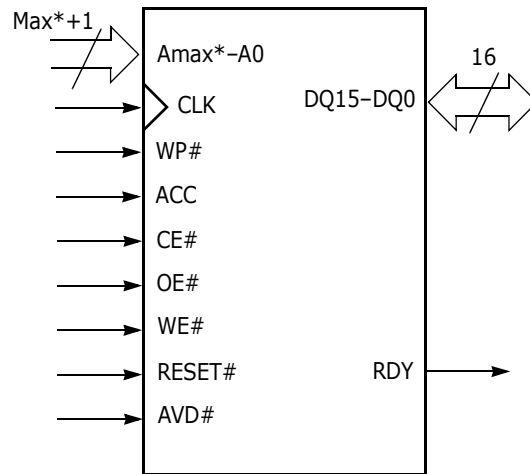 Max*+1
Amax*–A0
16
CLK
DQ15–DQ0
WP#
ACC
CE#
OE#
WE#
RESET#
RDY
AVD#